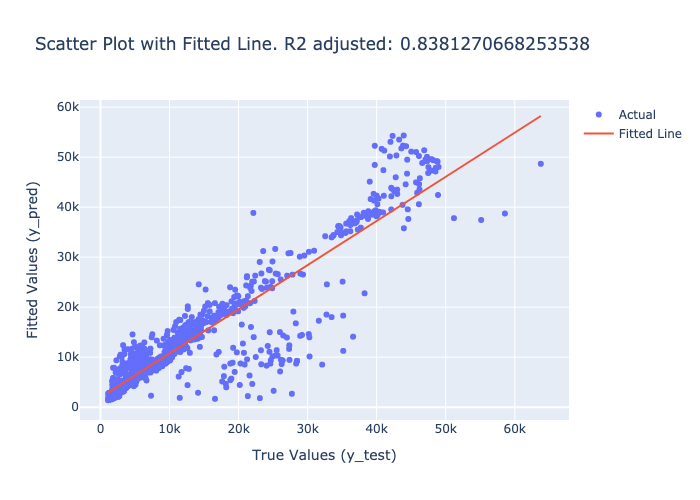 Scatter Plot with Fitted Line. R2 adjusted: 0.8381270668253538
60k
50k
40k
30k
20k
10k
0
0
10k
20k
30k
40k
50k
60k
True Values (y_test)
Fitted Values (y_pred)
Actual
Fitted Line